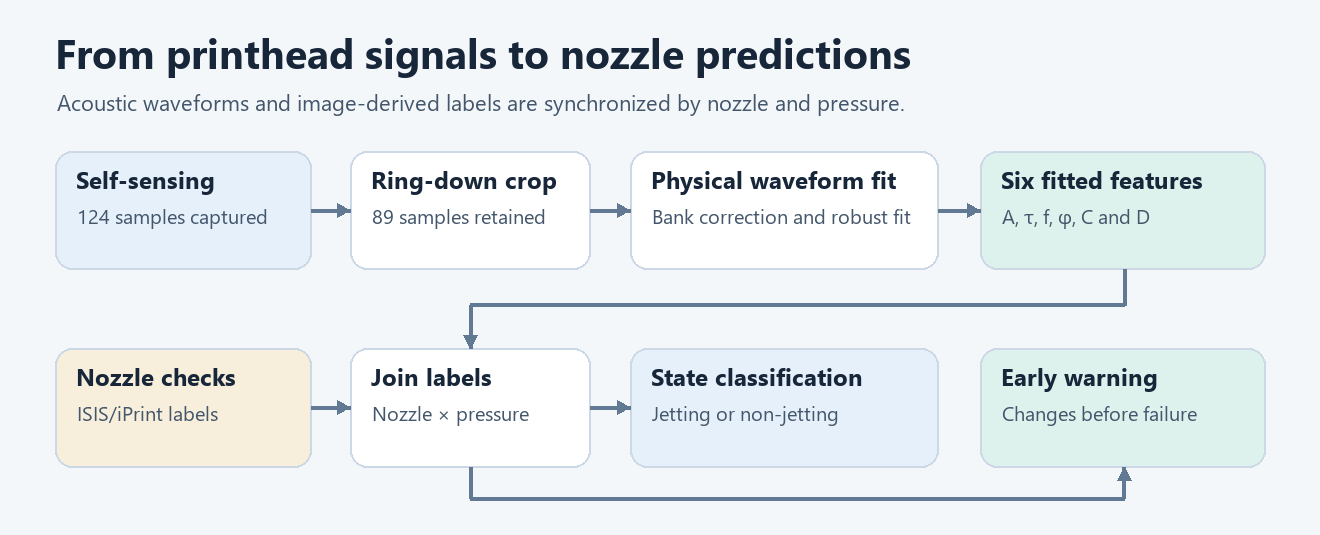 From printhead signals to nozzle predictions
Acoustic waveforms and image-derived labels are synchronized by nozzle and pressure.
Self-sensing
124 samples captured
Ring-down crop
89 samples retained
Physical waveform fit
Bank correction and robust fit
Six fitted features
A, τ, f, φ, C and D
Nozzle checks
ISIS/iPrint labels
Join labels
Nozzle × pressure
State classification
Jetting or non-jetting
Early warning
Changes before failure